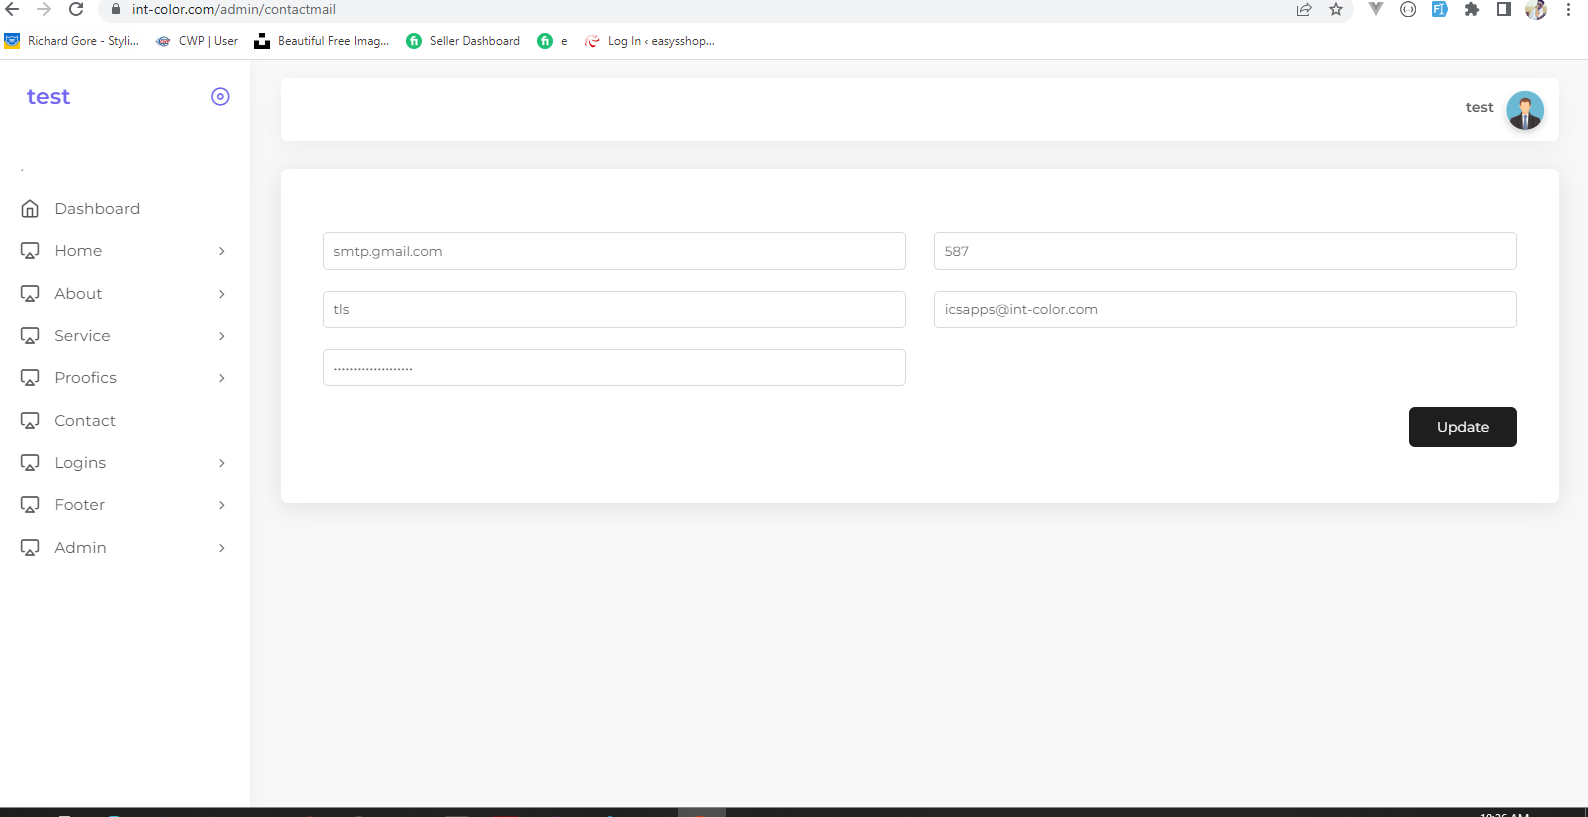 int-color.com/admin/contactmail
Richard Gore - Styli... CWP | User Beautiful Free Imag... Seller Dashboard e Log In ‹ easysshop...
test
test
.
Dashboard
Home
About
Service
Proofics
Contact
Logins
Footer
Admin
smtp.gmail.com
587
tls
icsapps@int-color.com
Update